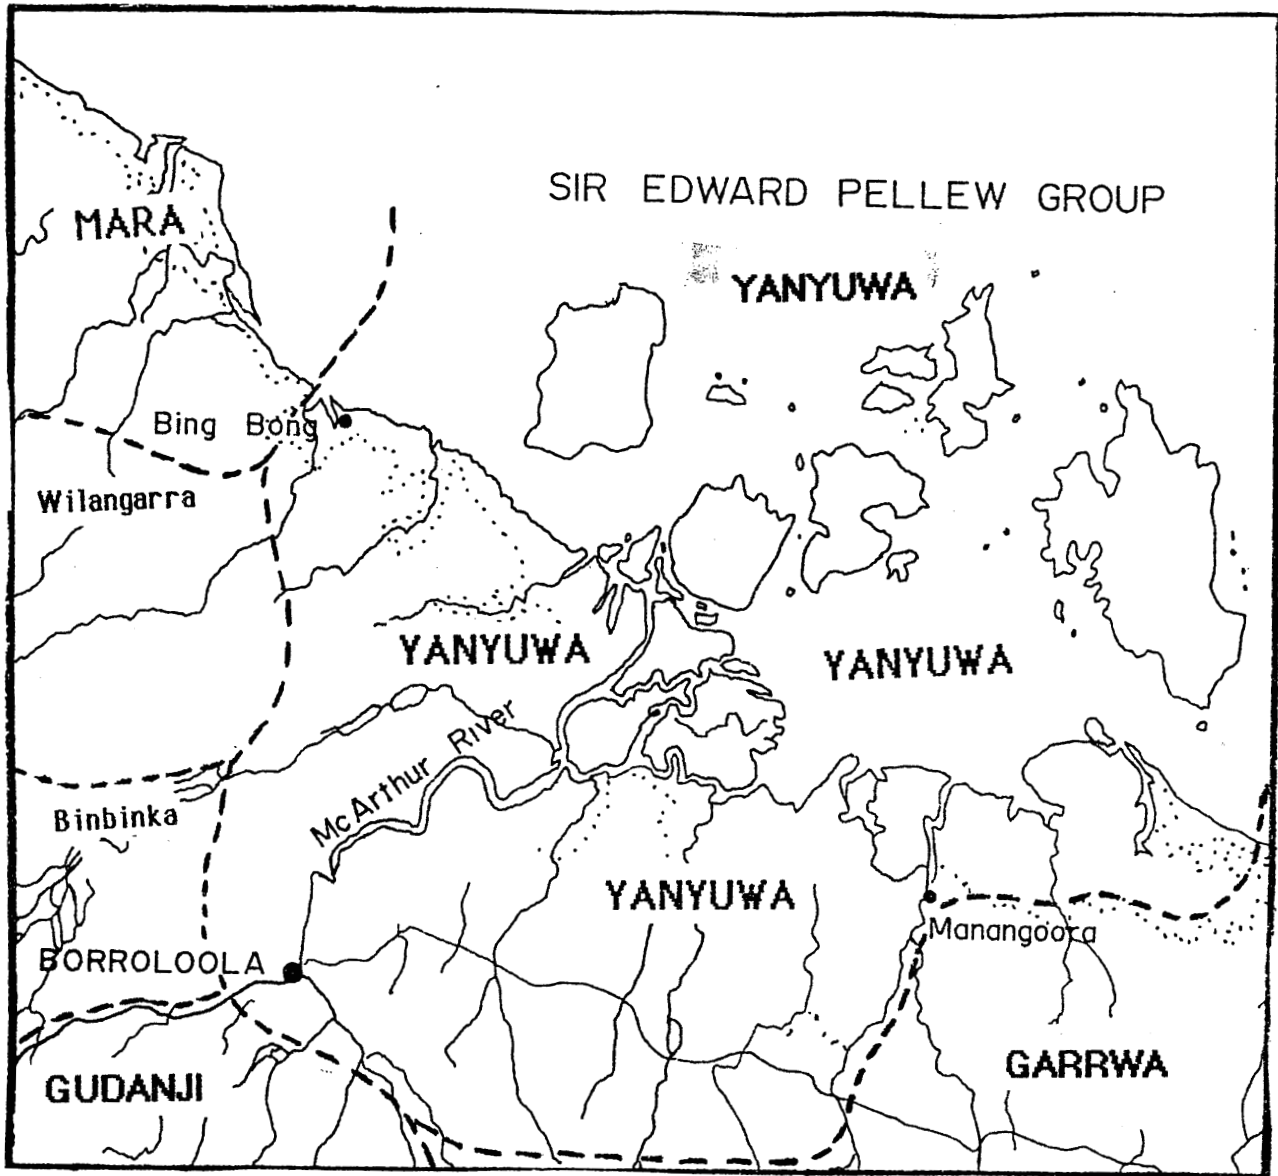 SIR EDWARD PELLEW GROUP
MARA
YANYUWA
Bing Bong
Wilangarra
YANYUWA
YANYUWA
McArthur River
Binbinka
YANYUWA
Manangoora
BORROLOOLA
GARRWA
GUDANJI